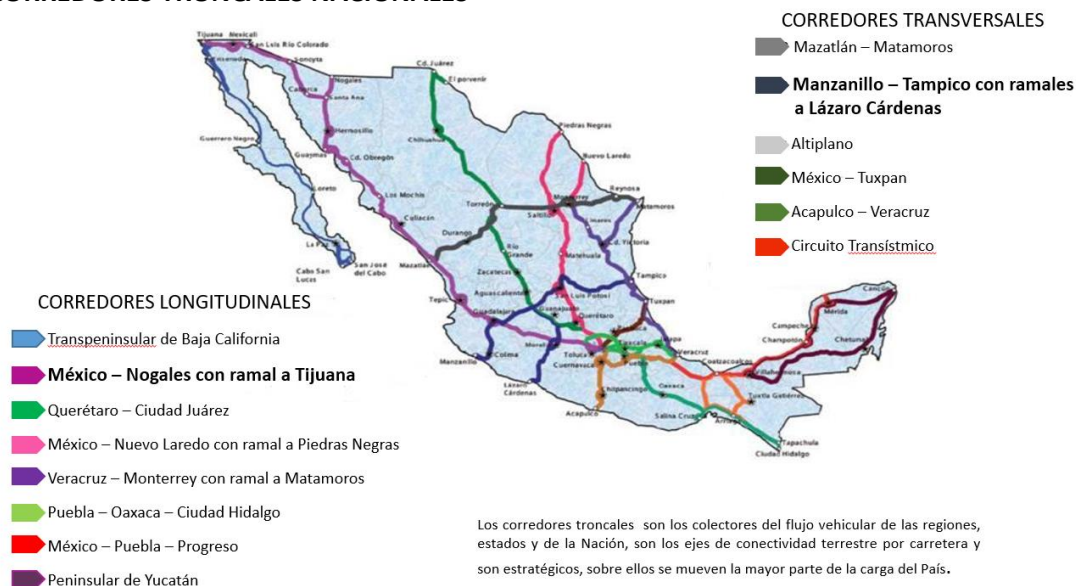 CORREDORES TRONCALES NACIONALES
CORREDORES TRANSVERSALES
Mazatlán – Matamoros
Manzanillo – Tampico con ramales
a Lázaro Cárdenas
Altiplano
México – Tuxpan
Acapulco – Veracruz
Circuito Transístmico
Tijuana Mexicali
San Luis Río Colorado
Ensenada
Sonoyta
Nogales
Cd. Juárez
El porvenir
Caborca
Santa Ana
Guerrero Negro
Hermosillo
Chihuahua
Piedras Negras
Guaymas
Cd. Obregón
Nuevo Laredo
Loreto
Los Mochis
Torreón
Monterrey
Reynosa
Matamoros
Saltillo
Linares
Culiacán
Durango
Cd. Victoria
La Paz
Cabo San
Lucas
San José
del Cabo
Mazatlán
Río
Grande
Matehuala
Zacatecas
Tampico
Aguascalientes
San Luis Potosí
Tepic
Guadalajara
Guanajuato
Querétaro
Tuxpan
Cancún
Mérida
Campeche
Champotón
Chetumal
Manzanillo
Colima
Morelia
Toluca
Tlaxcala
Puebla
Veracruz
Coatzacoalcos
Villahermosa
Cuernavaca
Lázaro
Cárdenas
Chilpancingo
Oaxaca
Tuxtla Gutiérrez
Acapulco
Salina Cruz
Arriaga
Tapachula
Ciudad Hidalgo
CORREDORES LONGITUDINALES
Transpeninsular de Baja California
México – Nogales con ramal a Tijuana
Querétaro – Ciudad Juárez
México – Nuevo Laredo con ramal a Piedras Negras
Veracruz – Monterrey con ramal a Matamoros
Puebla – Oaxaca – Ciudad Hidalgo
México – Puebla – Progreso
Peninsular de Yucatán
Los corredores troncales son los colectores del flujo vehicular de las regiones,
estados y de la Nación, son los ejes de conectividad terrestre por carretera y
son estratégicos, sobre ellos se mueven la mayor parte de la carga del País.